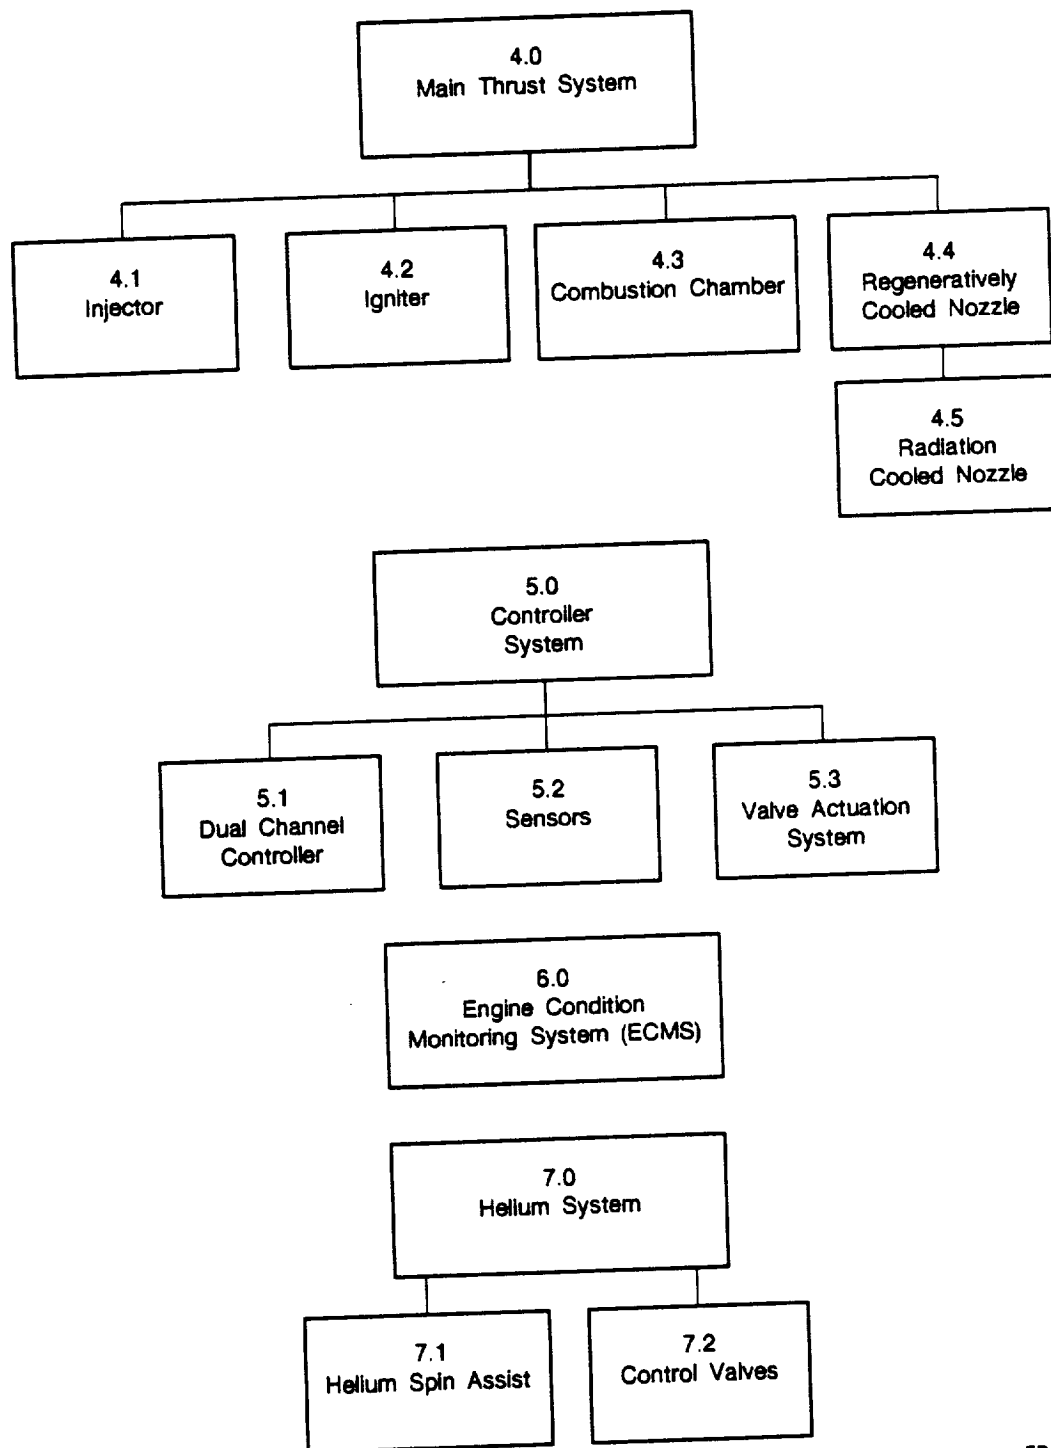 4.0
Main Thrust System
4.1
Injector
4.2
Igniter
4.3
Combustion Chamber
4.4
Regeneratively
Cooled Nozzle
4.5
Radiation
Cooled Nozzle
5.0
Controller
System
5.1
Dual Channel
Controller
5.2
Sensors
5.3
Valve Actuation
System
6.0
Engine Condition
Monitoring System (ECMS)
7.0
Helium System
7.1
Helium Spin Assist
7.2
Control Valves